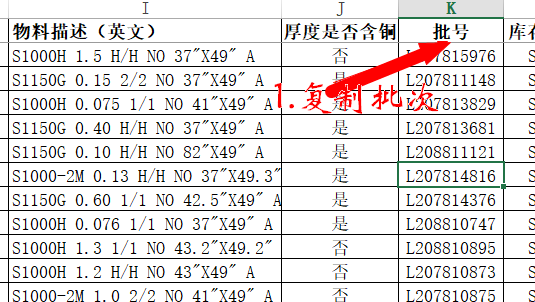 I J K
物料描述（英文） 厚度是否含铜 批号 库存
S1000H 1.5 H/H NO 37"X49" A 否 L207815976 S
S1150G 0.15 2/2 NO 37"X49" A 是 L207811148 S
S1000H 0.075 1/1 NO 41"X49" A L207813829 S
1.复制批次
S1150G 0.40 H/H NO 37"X49" A 是 L207813681 S
S1150G 0.10 H/H NO 82"X49" A 是 L208811121 S
S1000-2M 0.13 H/H NO 37"X49.3" 是 L207814816 S
S1150G 0.60 1/1 NO 42.5"X49" A 是 L207814376 S
S1000H 0.076 1/1 NO 37"X49" A 是 L208810747 S
S1000H 1.3 1/1 NO 43.2"X49.2" 否 L208810895 S
S1000H 1.2 H/H NO 43"X49" A 否 L207810873 S
S1000-2M 1.0 2/2 NO 41"X49" A 否 L207810875 S